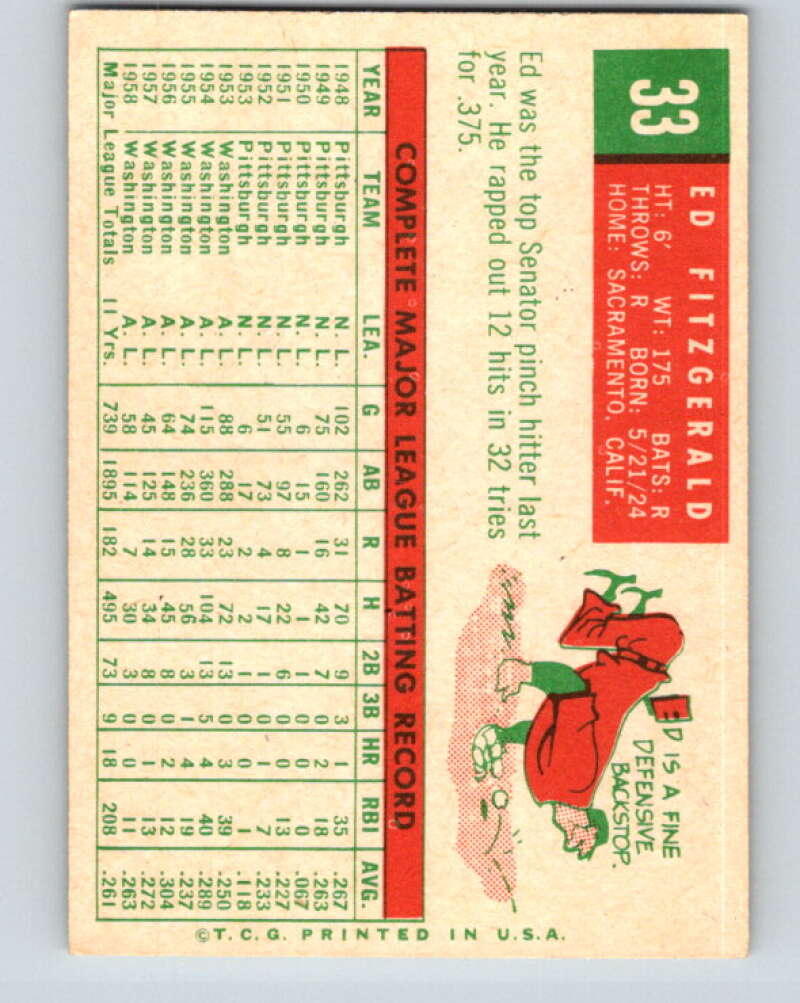 33
ED FITZGERALD
HT: 6' WT: 175 BATS: R
THROWS: R BORN: 5/21/24
HOME: SACRAMENTO, CALIF.
Ed was the top Senator pinch hitter last
year. He rapped out 12 hits in 32 tries
for .375.
ED IS A FINE
DEFENSIVE
BACKSTOP.
COMPLETE MAJOR LEAGUE BATTING RECORD
YEAR TEAM LEA. G AB R H 2B 3B HR RBI AVG.
1948 Pittsburgh N. L. 102 262 31 70 9 3 1 35 .267
1949 Pittsburgh N. L. 75 160 16 42 7 0 2 18 .263
1950 Pittsburgh N. L. 6 15 1 1 1 0 0 0 .067
1951 Pittsburgh N. L. 55 97 8 22 6 0 0 13 .227
1952 Pittsburgh N. L. 51 73 4 17 1 0 1 7 .233
1953 Pittsburgh N. L. 6 17 2 2 1 0 0 1 .118
1953 Washington A. L. 88 288 23 72 13 0 3 39 .250
1954 Washington A. L. 115 360 33 104 13 5 4 40 .289
1955 Washington A. L. 74 236 28 56 3 1 4 19 .237
1956 Washington A. L. 64 148 15 45 8 0 2 12 .304
1957 Washington A. L. 45 125 14 34 8 0 1 13 .272
1958 Washington A. L. 58 114 7 30 3 0 0 11 .263
Major League Totals 11 Yrs. 739 1895 182 495 73 9 18 208 .261
©T.C.G. PRINTED IN U.S.A.